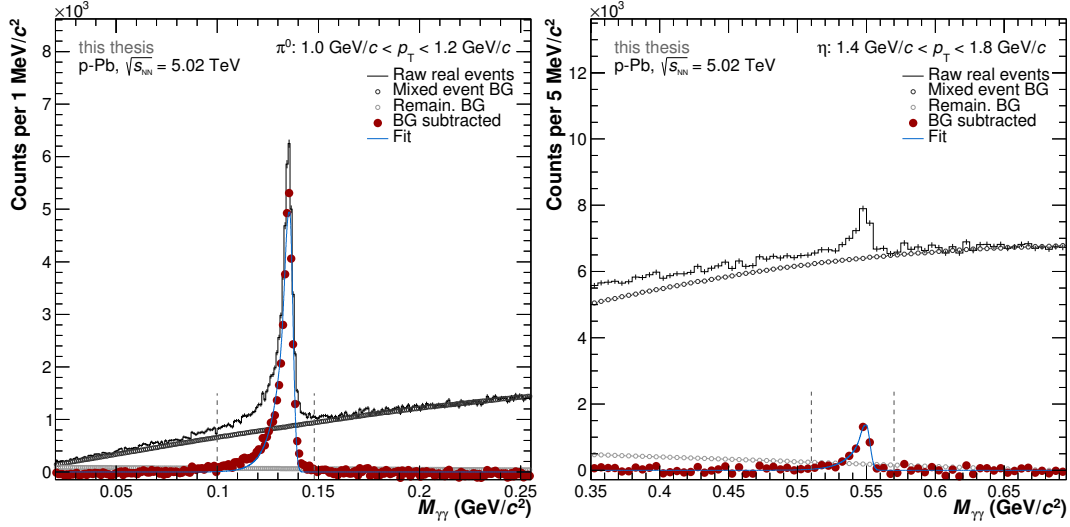 ×10³
Counts per 1 MeV/c²
this thesis
p-Pb, √s_NN = 5.02 TeV
π⁰: 1.0 GeV/c < p_T < 1.2 GeV/c
Raw real events
Mixed event BG
Remain. BG
BG subtracted
Fit
8
7
6
5
4
3
2
1
0
0.05
0.1
0.15
0.2
0.25
M_γγ (GeV/c²)
×10³
Counts per 5 MeV/c²
this thesis
p-Pb, √s_NN = 5.02 TeV
η: 1.4 GeV/c < p_T < 1.8 GeV/c
Raw real events
Mixed event BG
Remain. BG
BG subtracted
Fit
12
10
8
6
4
2
0
0.35
0.4
0.45
0.5
0.55
0.6
0.65
M_γγ (GeV/c²)